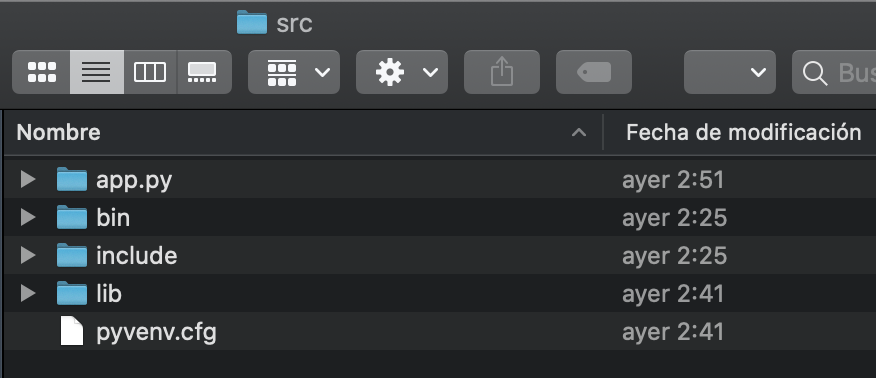 src
Bus
Nombre Fecha de modificación
app.py ayer 2:51
bin ayer 2:25
include ayer 2:25
lib ayer 2:41
pyvenv.cfg ayer 2:41